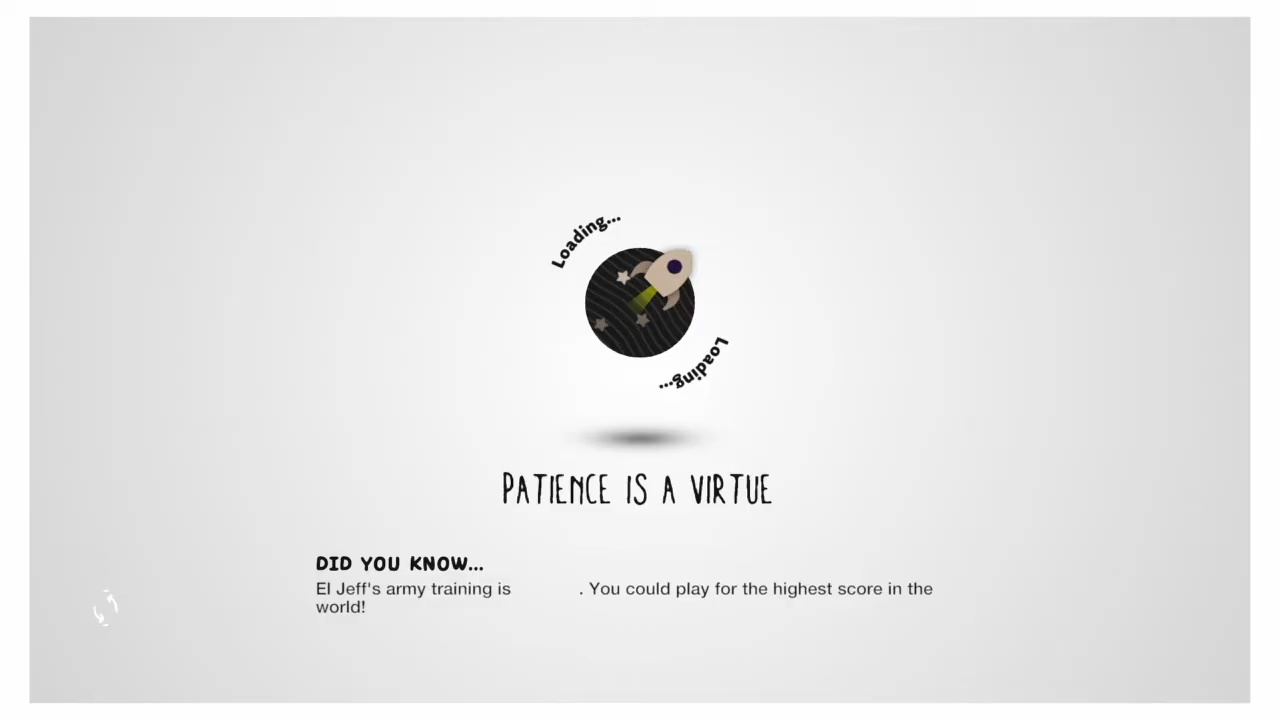 Loading...
Loading...
PATIENCE IS A VIRTUE
DID YOU KNOW...
El Jeff's army training is . You could play for the highest score in the
world!